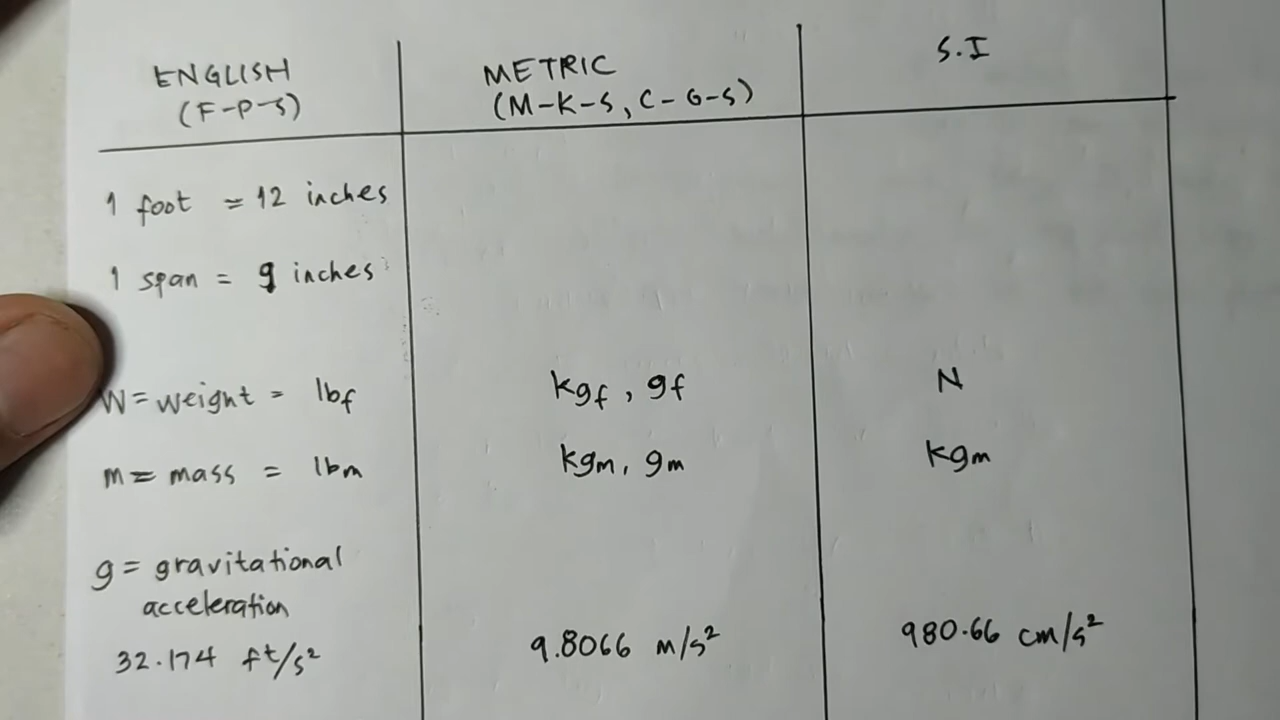 ENGLISH
(F-P-S)
METRIC
(M-K-S, C-G-S)
S.I
1 foot = 12 inches
1 span = 9 inches
W = weight = lbf
kgf, gf
N
m = mass = lbm
kgm, gm
kgm
g = gravitational
acceleration
32.174 ft/s²
9.8066 m/s²
980.66 cm/s²